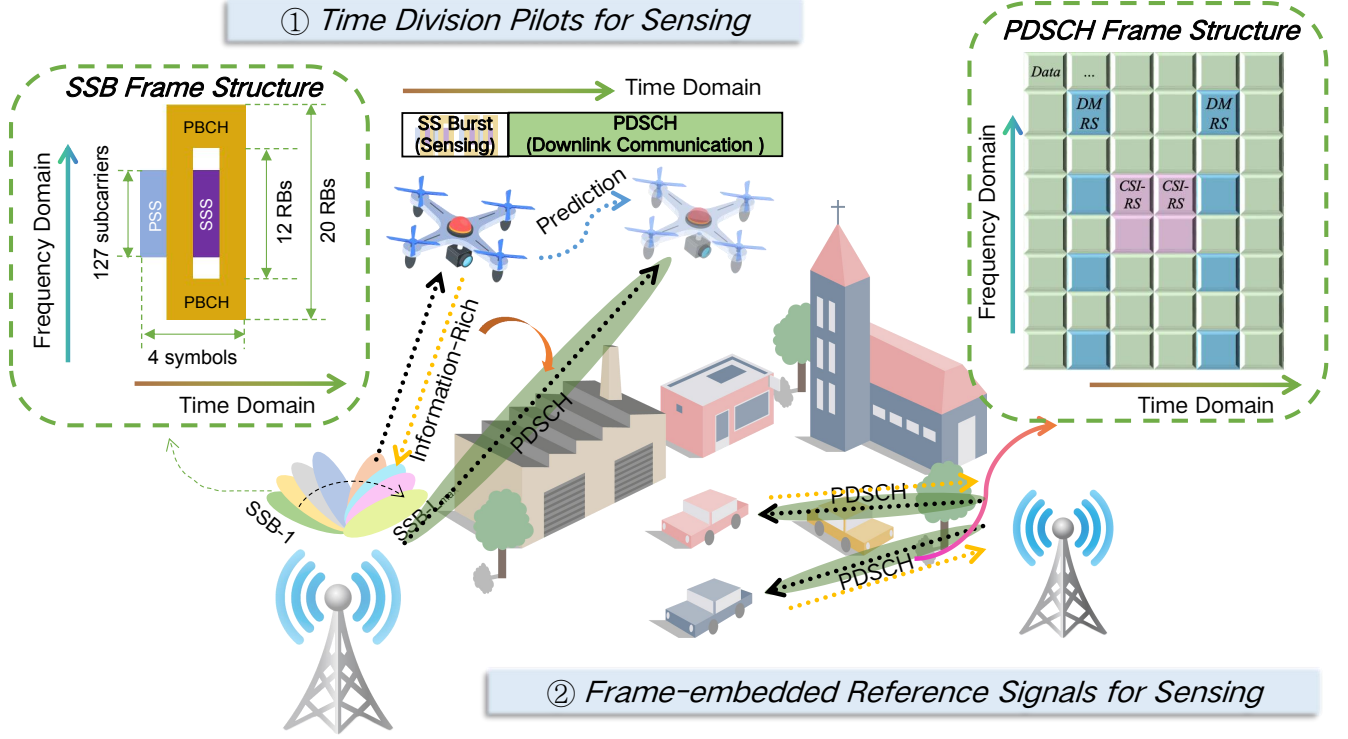 ① Time Division Pilots for Sensing
SSB Frame Structure
Frequency Domain
127 subcarriers
PSS
PBCH
SSS
PBCH
12 RBs
20 RBs
4 symbols
Time Domain
Time Domain
SS Burst
(Sensing)
PDSCH
(Downlink Communication )
Prediction
Information-Rich
PDSCH
SSB-1
SSB-L
PDSCH Frame Structure
Frequency Domain
Data
...
DM
RS
DM
RS
CSI-
RS
CSI-
RS
Time Domain
PDSCH
PDSCH
② Frame-embedded Reference Signals for Sensing